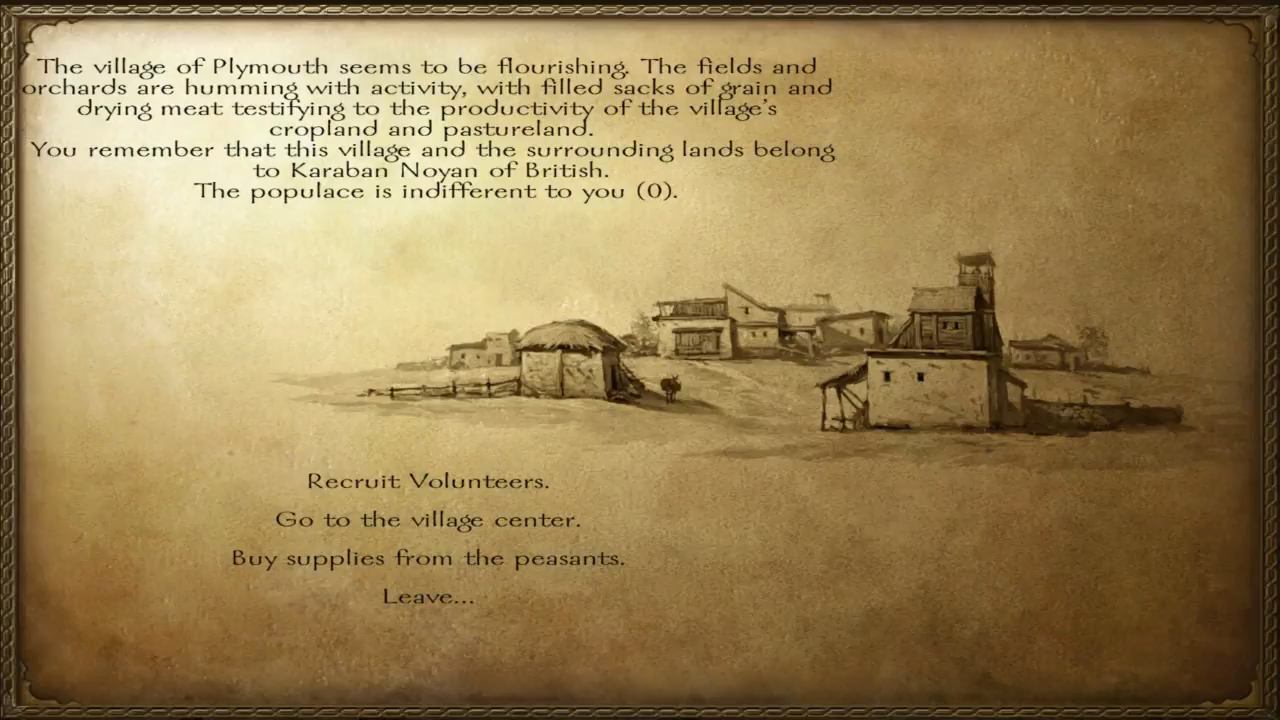 The village of Plymouth seems to be flourishing. The fields and
orchards are humming with activity, with filled sacks of grain and
drying meat testifying to the productivity of the village's
cropland and pastureland.
You remember that this village and the surrounding lands belong
to Karaban Noyan of British.
The populace is indifferent to you (0).
Recruit Volunteers.
Go to the village center.
Buy supplies from the peasants.
Leave...